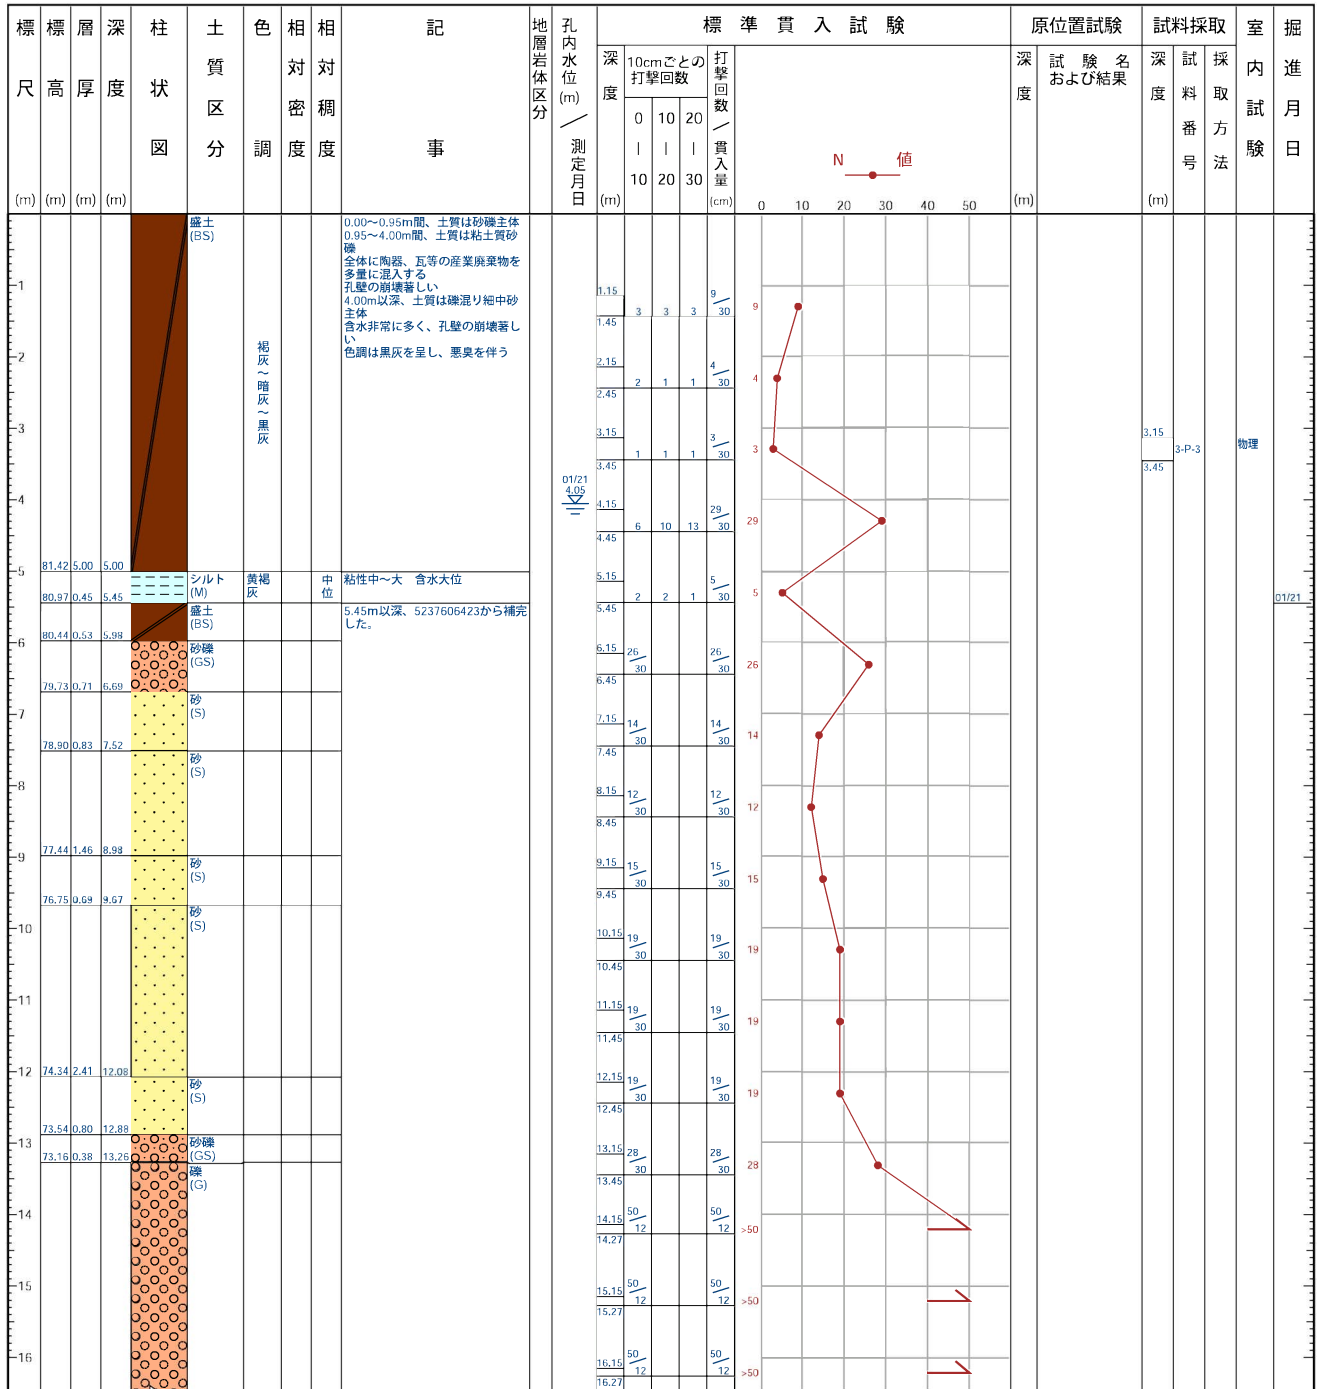 標尺 (m)
標高 (m)
層厚 (m)
深度 (m)
柱状図
土質区分
色調
相対密度
相対稠度
記事
地層岩体区分
孔内水位(m)／測定月日
標準貫入試験
深度 (m)
10cmごとの
打撃回数
0 | 10
10 | 20
20 | 30
打撃回数／貫入量 (cm)
N 値
0 10 20 30 40 50
原位置試験
深度 (m)
試験名
および結果
試料採取
深度 (m)
試料番号
採取方法
室内試験
掘進月日
盛土
(BS)
褐灰～暗灰～黒灰
0.00～0.95m間、土質は砂礫主体
0.95～4.00m間、土質は粘土質砂
礫
全体に陶器、瓦等の産業廃棄物を
多量に混入する
孔壁の崩壊著しい
4.00m以深、土質は礫混り細中砂
主体
含水非常に多く、孔壁の崩壊著し
い
色調は黒灰を呈し、悪臭を伴う
1
1.15 9
3 3 3 30 9
1.45
2
2.15 4
2 1 1 30 4
2.45
3
3.15 3 3.15
1 1 1 30 3 3-P-3 物理
3.45 3.45
01/21
4.05
4
4.15 29
6 10 13 30 29
4.45
81.42 5.00 5.00
5
シルト
(M)
黄褐
灰
中位
粘性中～大 含水大位
5.15 5
2 2 1 30 5
80.97 0.45 5.45 5.45 01/21
盛土
(BS)
5.45m以深、5237606423から補完
した。
80.44 0.53 5.98
6
砂礫
(GS)
6.15 26 26
30 30 26
6.45
79.73 0.71 6.69
砂
(S)
7
7.15 14 14
30 30 14
7.45
78.90 0.83 7.52
砂
(S)
8
8.15 12 12
30 30 12
8.45
77.44 1.46 8.98
9
砂
(S)
9.15 15 15
30 30 15
9.45
76.75 0.69 9.67
砂
(S)
10
10.15 19 19
30 30 19
10.45
11
11.15 19 19
30 30 19
11.45
74.34 2.41 12.08
12
砂
(S)
12.15 19 19
30 30 19
12.45
73.54 0.80 12.88
13
砂礫
(GS)
73.16 0.38 13.26
13.15 28 28
30 30 28
13.45
礫
(G)
14
14.15 50 50
12 12 >50
14.27
15
15.15 50 50
12 12 >50
15.27
16
16.15 50 50
12 12 >50
16.27